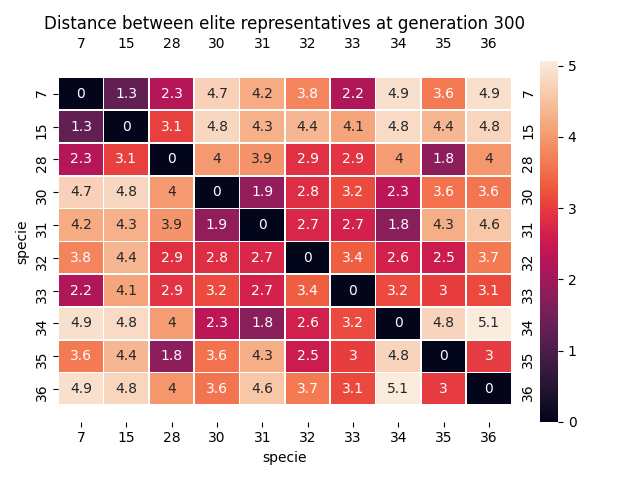 Distance between elite representatives at generation 300
7 15 28 30 31 32 33 34 35 36
7 0 1.3 2.3 4.7 4.2 3.8 2.2 4.9 3.6 4.9 7
15 1.3 0 3.1 4.8 4.3 4.4 4.1 4.8 4.4 4.8 15
28 2.3 3.1 0 4 3.9 2.9 2.9 4 1.8 4 28
30 4.7 4.8 4 0 1.9 2.8 3.2 2.3 3.6 3.6 30
31 4.2 4.3 3.9 1.9 0 2.7 2.7 1.8 4.3 4.6 31
32 3.8 4.4 2.9 2.8 2.7 0 3.4 2.6 2.5 3.7 32
33 2.2 4.1 2.9 3.2 2.7 3.4 0 3.2 3 3.1 33
34 4.9 4.8 4 2.3 1.8 2.6 3.2 0 4.8 5.1 34
35 3.6 4.4 1.8 3.6 4.3 2.5 3 4.8 0 3 35
36 4.9 4.8 4 3.6 4.6 3.7 3.1 5.1 3 0 36
7 15 28 30 31 32 33 34 35 36
specie
specie
5
4
3
2
1
0